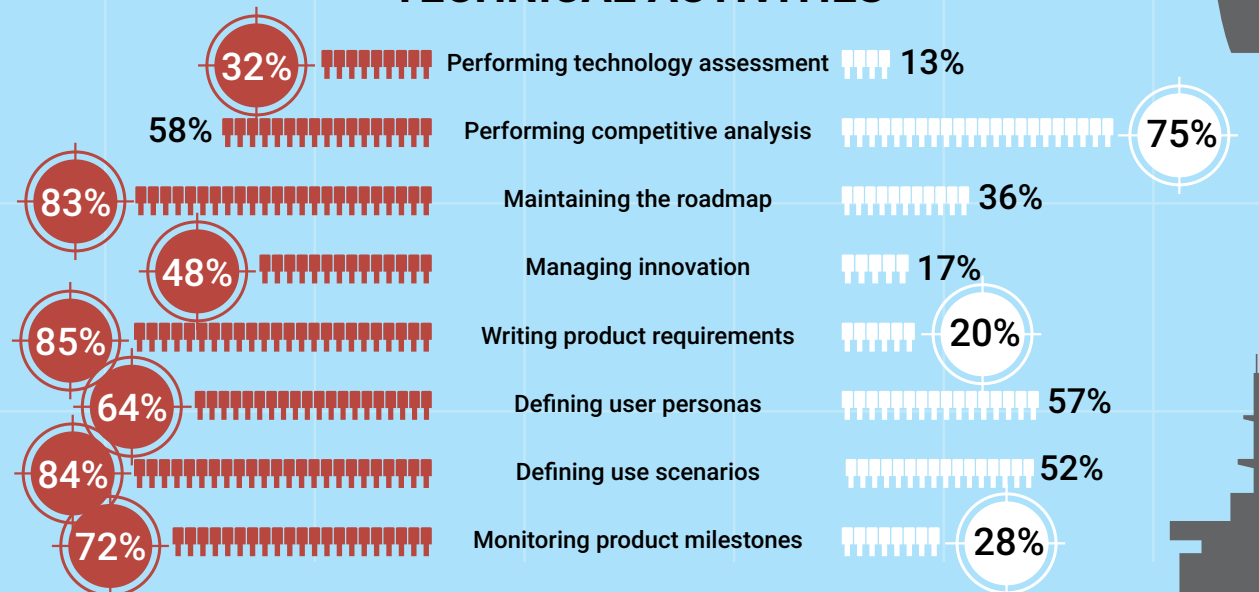 TECHNICAL ACTIVITIES
32% Performing technology assessment 13%
58% Performing competitive analysis 75%
83% Maintaining the roadmap 36%
48% Managing innovation 17%
85% Writing product requirements 20%
64% Defining user personas 57%
84% Defining use scenarios 52%
72% Monitoring product milestones 28%